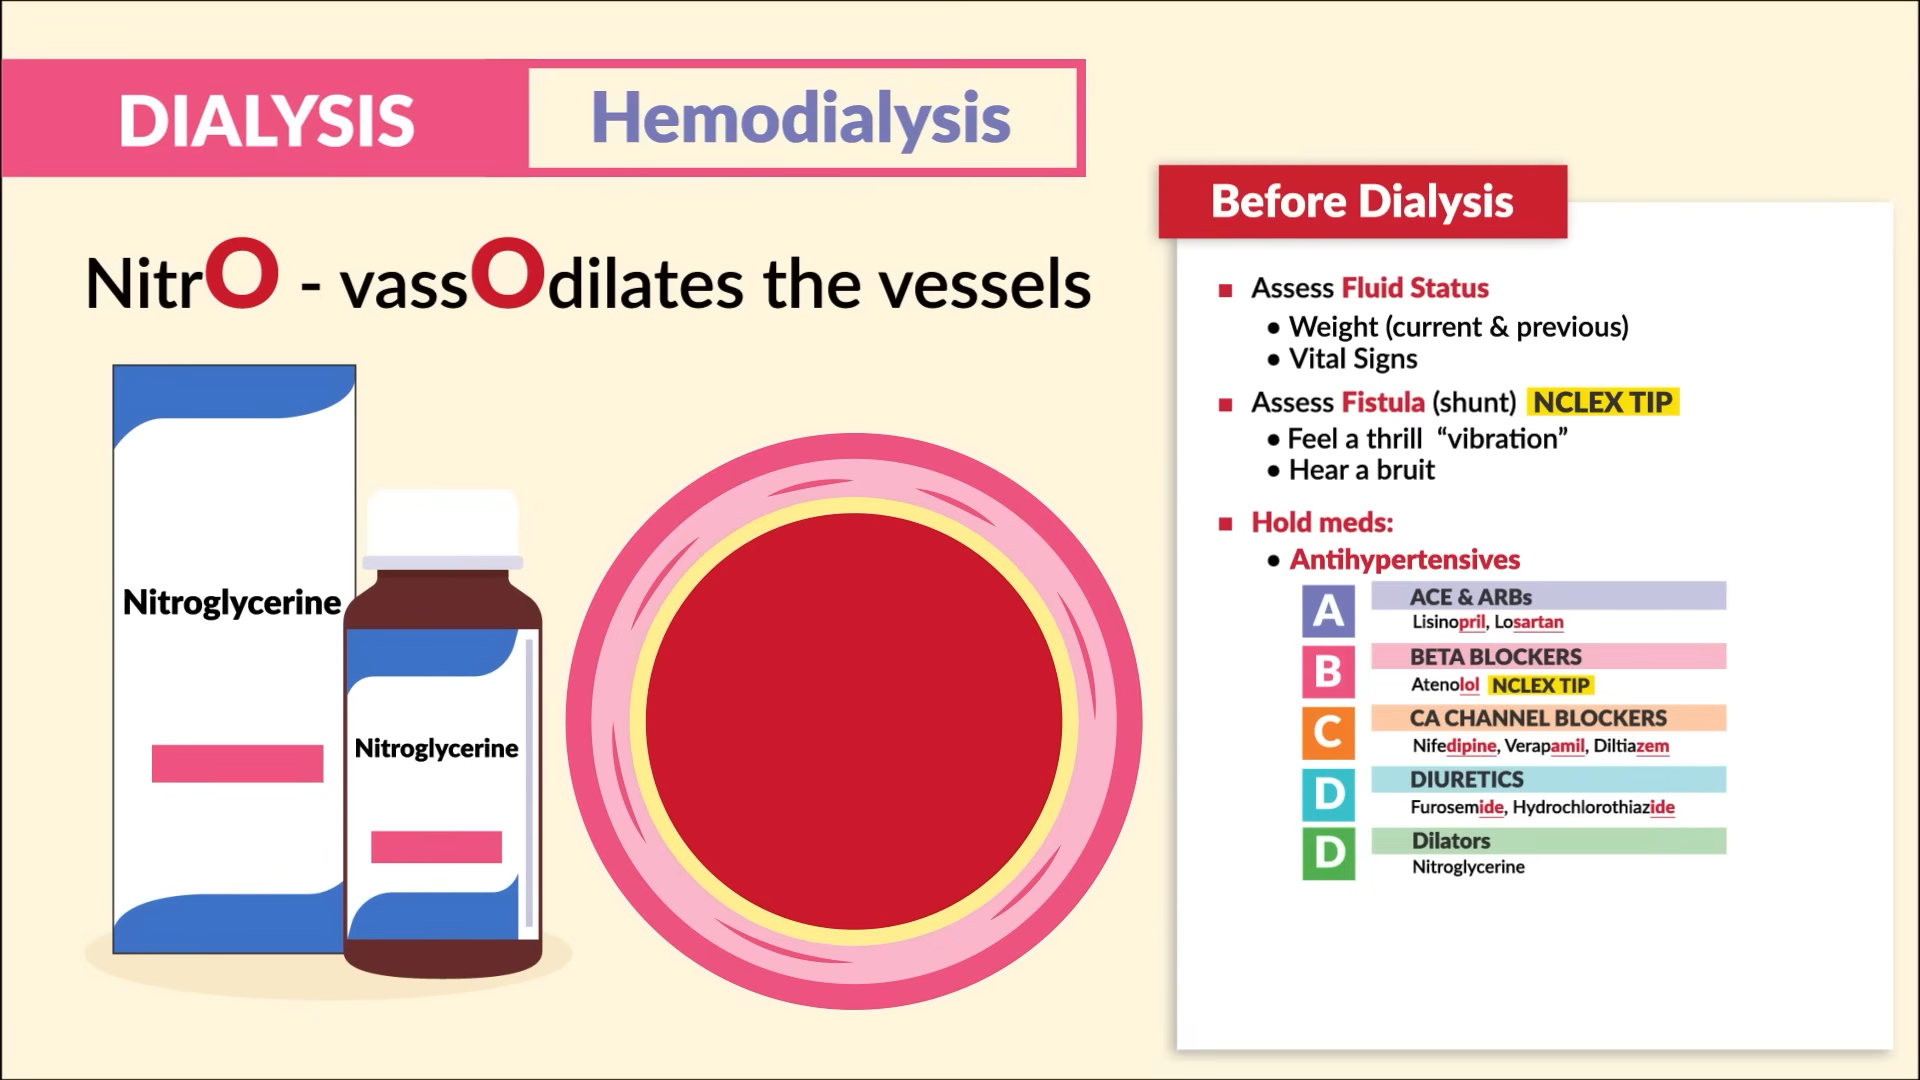 DIALYSIS
Hemodialysis
NitrO - vassOdilates the vessels
Nitroglycerine
Nitroglycerine
Before Dialysis
Assess Fluid Status
• Weight (current & previous)
• Vital Signs
Assess Fistula (shunt) NCLEX TIP
• Feel a thrill “vibration”
• Hear a bruit
Hold meds:
• Antihypertensives
A ACE & ARBs
Lisinopril, Losartan
B BETA BLOCKERS
Atenolol NCLEX TIP
C CA CHANNEL BLOCKERS
Nifedipine, Verapamil, Diltiazem
D DIURETICS
Furosemide, Hydrochlorothiazide
D Dilators
Nitroglycerine